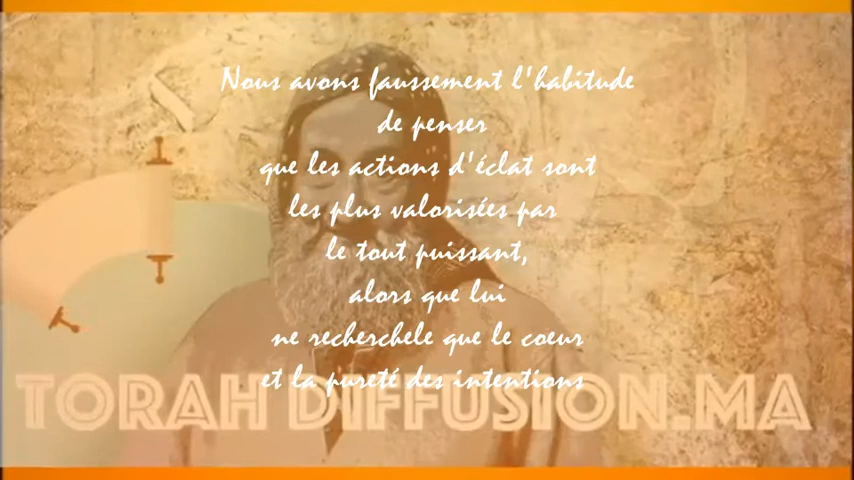 Nous avons faussement l'habitude
de penser
que les actions d'éclat sont
les plus valorisées par
le tout puissant,
alors que lui
ne recherchele que le coeur
et la pureté des intentions
TORAH DIFFUSION.MA